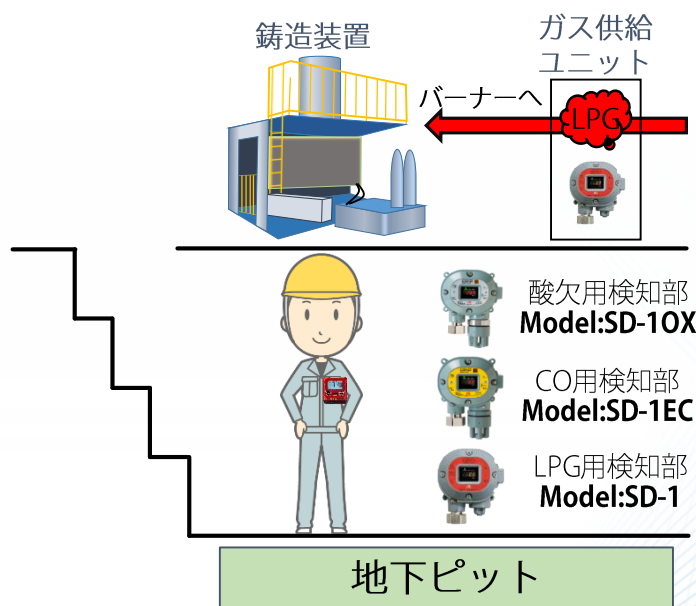 鋳造装置
ガス供給
ユニット
バーナーへ
LPG
酸欠用検知部
Model:SD-1OX
CO用検知部
Model:SD-1EC
LPG用検知部
Model:SD-1
地下ピット